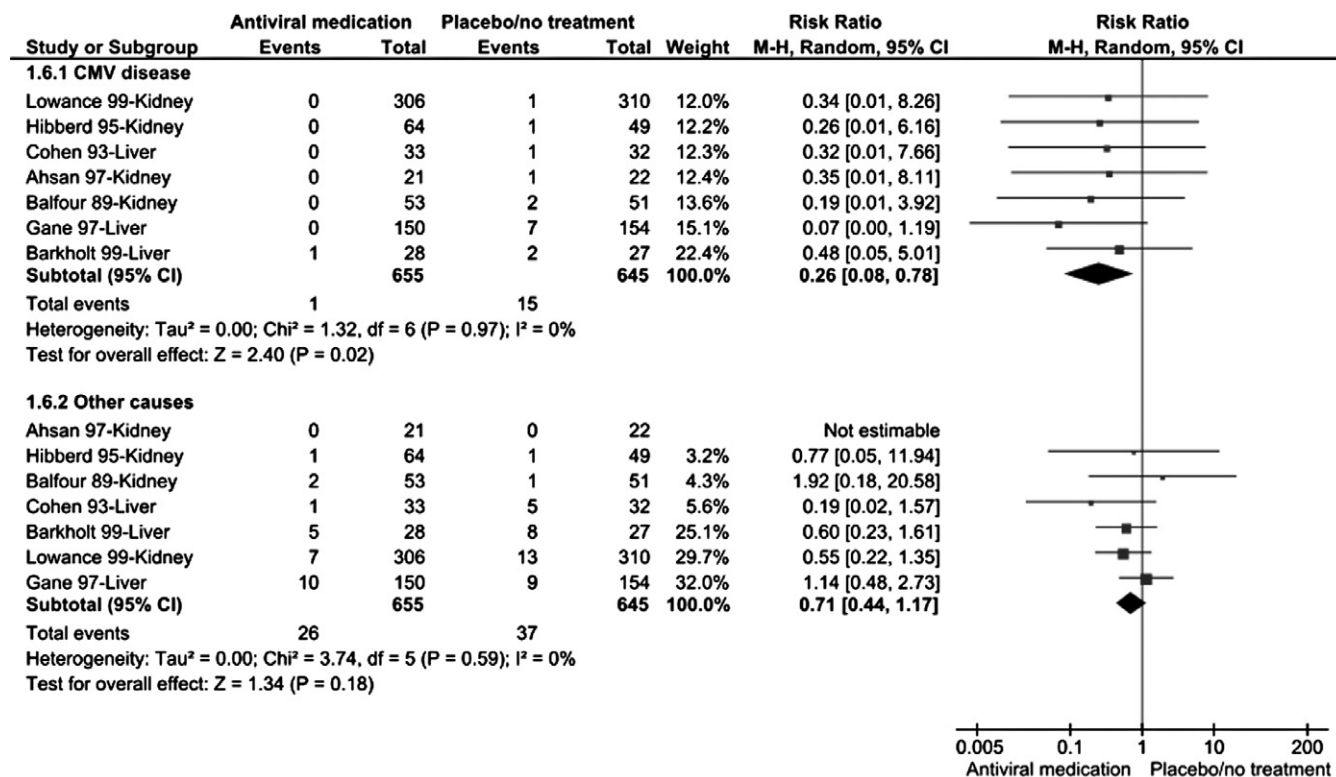 Antiviral medication Placebo/no treatment Risk Ratio Risk Ratio
Study or Subgroup Events Total Events Total Weight M-H, Random, 95% CI M-H, Random, 95% CI
1.6.1 CMV disease
Lowance 99-Kidney 0 306 1 310 12.0% 0.34 [0.01, 8.26]
Hibberd 95-Kidney 0 64 1 49 12.2% 0.26 [0.01, 6.16]
Cohen 93-Liver 0 33 1 32 12.3% 0.32 [0.01, 7.66]
Ahsan 97-Kidney 0 21 1 22 12.4% 0.35 [0.01, 8.11]
Balfour 89-Kidney 0 53 2 51 13.6% 0.19 [0.01, 3.92]
Gane 97-Liver 0 150 7 154 15.1% 0.07 [0.00, 1.19]
Barkholt 99-Liver 1 28 2 27 22.4% 0.48 [0.05, 5.01]
Subtotal (95% CI) 655 645 100.0% 0.26 [0.08, 0.78]
Total events 1 15
Heterogeneity: Tau² = 0.00; Chi² = 1.32, df = 6 (P = 0.97); I² = 0%
Test for overall effect: Z = 2.40 (P = 0.02)
1.6.2 Other causes
Ahsan 97-Kidney 0 21 0 22 Not estimable
Hibberd 95-Kidney 1 64 1 49 3.2% 0.77 [0.05, 11.94]
Balfour 89-Kidney 2 53 1 51 4.3% 1.92 [0.18, 20.58]
Cohen 93-Liver 1 33 5 32 5.6% 0.19 [0.02, 1.57]
Barkholt 99-Liver 5 28 8 27 25.1% 0.60 [0.23, 1.61]
Lowance 99-Kidney 7 306 13 310 29.7% 0.55 [0.22, 1.35]
Gane 97-Liver 10 150 9 154 32.0% 1.14 [0.48, 2.73]
Subtotal (95% CI) 655 645 100.0% 0.71 [0.44, 1.17]
Total events 26 37
Heterogeneity: Tau² = 0.00; Chi² = 3.74, df = 5 (P = 0.59); I² = 0%
Test for overall effect: Z = 1.34 (P = 0.18)
0.005 0.1 1 10 200
Antiviral medication Placebo/no treatment